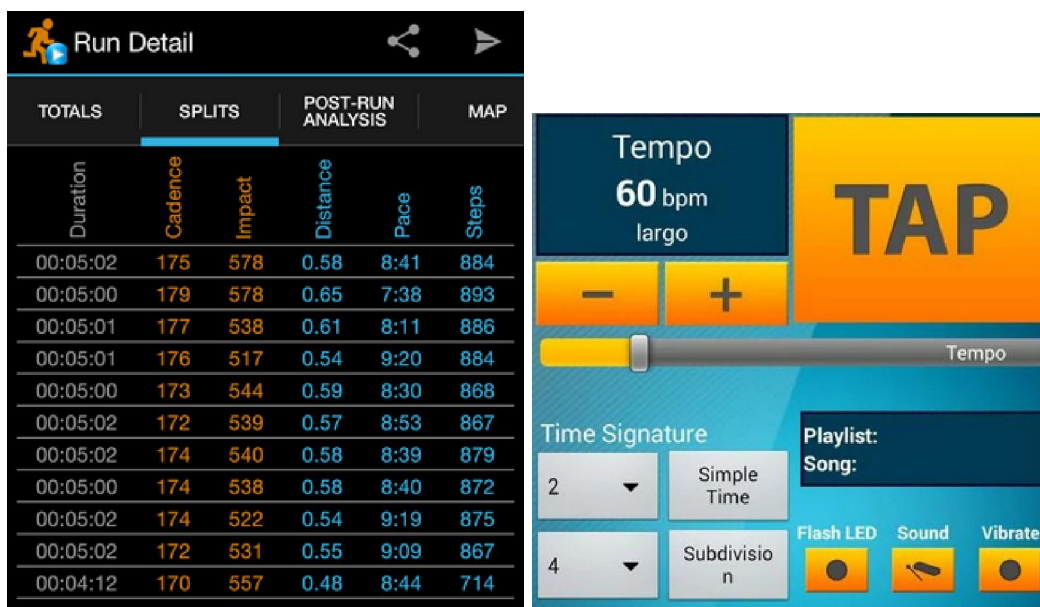 Run Detail
TOTALS SPLITS POST-RUN ANALYSIS MAP
Duration Cadence Impact Distance Pace Steps
00:05:02 175 578 0.58 8:41 884
00:05:00 179 578 0.65 7:38 893
00:05:01 177 538 0.61 8:11 886
00:05:01 176 517 0.54 9:20 884
00:05:00 173 544 0.59 8:30 868
00:05:02 172 539 0.57 8:53 867
00:05:02 174 540 0.58 8:39 879
00:05:00 174 538 0.58 8:40 872
00:05:02 174 522 0.54 9:19 875
00:05:02 172 531 0.55 9:09 867
00:04:12 170 557 0.48 8:44 714
Tempo
60 bpm
largo
TAP
− +
Tempo
Time Signature
2
Simple
Time
4
Subdivisio
n
Playlist:
Song:
Flash LED Sound Vibrate